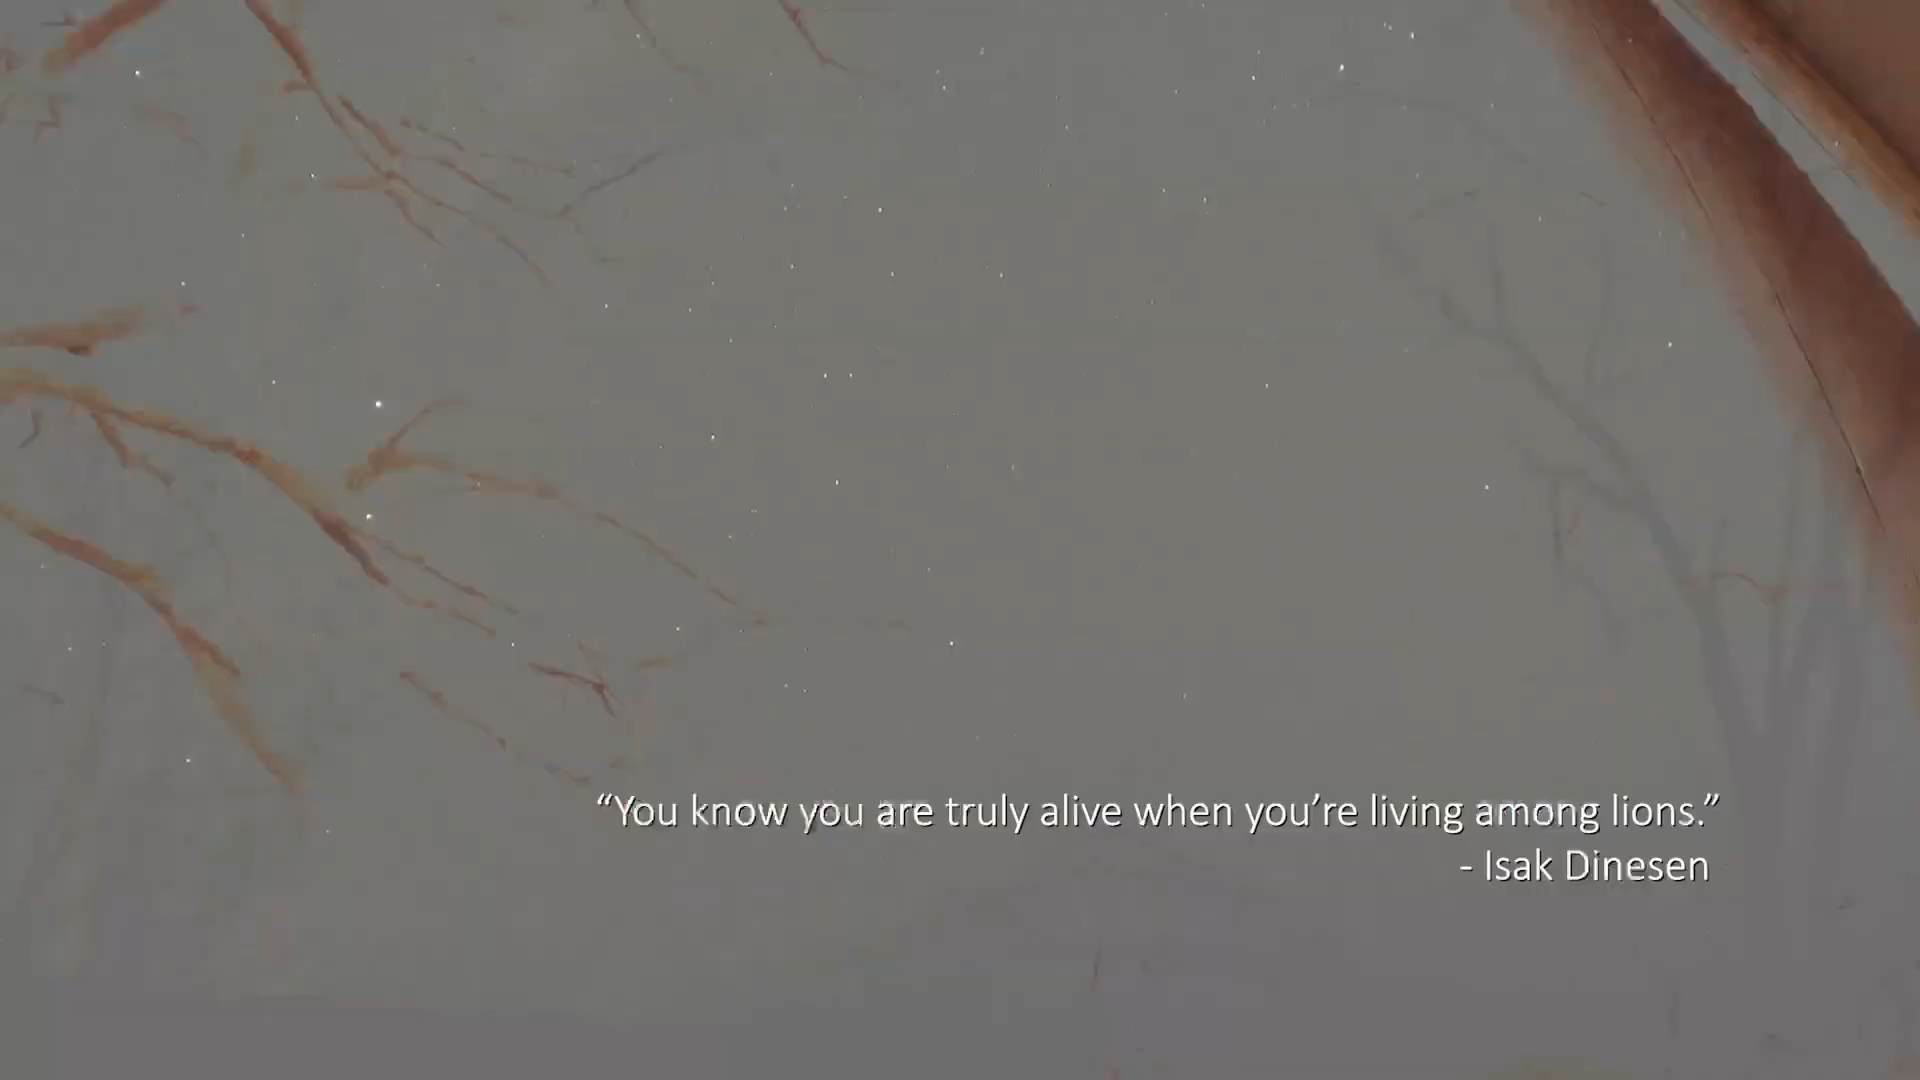 “You know you are truly alive when you’re living among lions.”
- Isak Dinesen